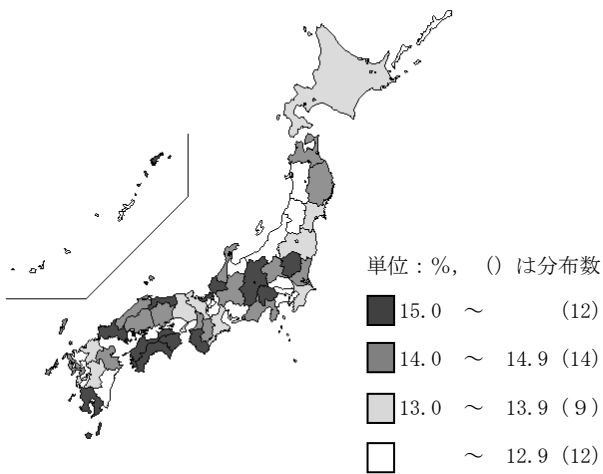 単位：％，（）は分布数
15.0 ～ (12)
14.0 ～ 14.9 (14)
13.0 ～ 13.9 ( 9 )
～ 12.9 (12)